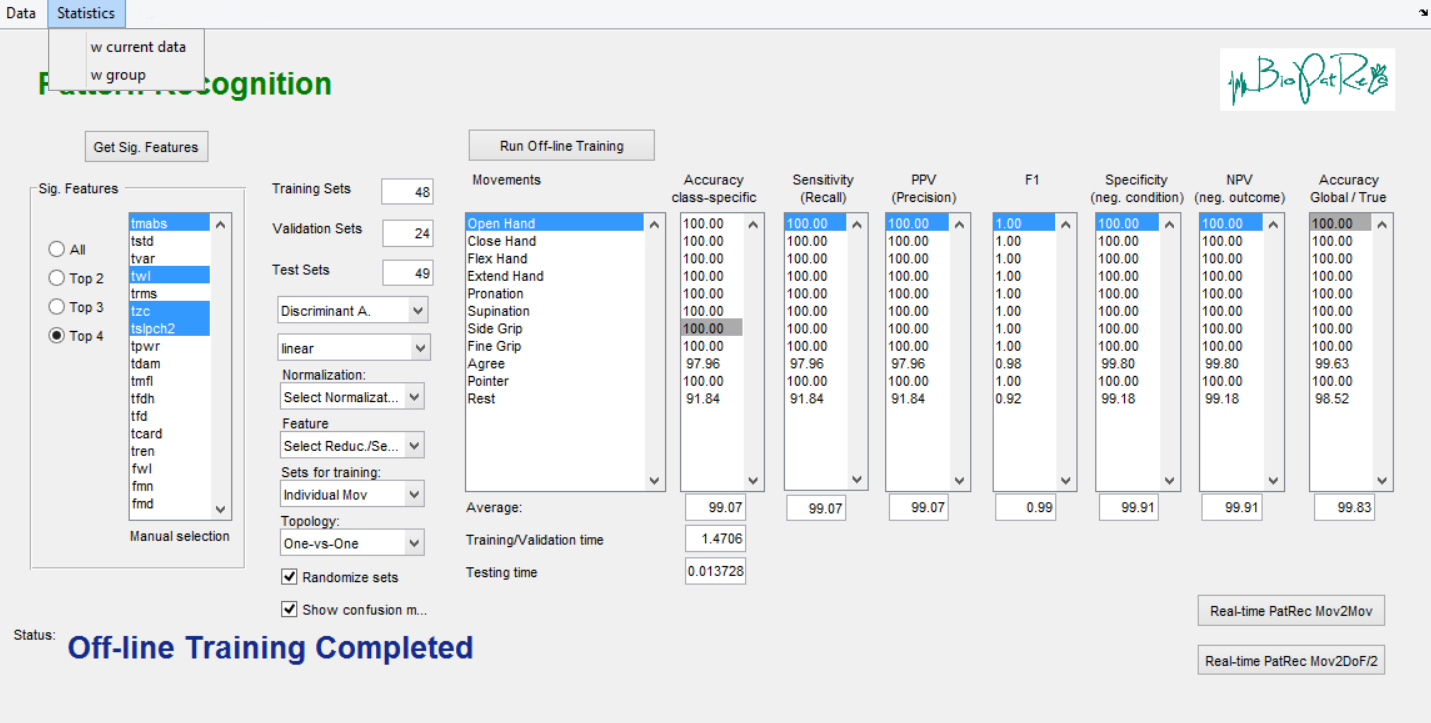 Data Statistics
w current data
w group
Pattern Recognition
BioPatRec
Get Sig. Features
Run Off-line Training
Sig. Features
All
Top 2
Top 3
Top 4
tmabs
tstd
tvar
twl
trms
tzc
tslpch2
tpwr
tdam
tmfl
tfdh
tfd
tcard
tren
fwl
fmn
fmd
Manual selection
Training Sets 48
Validation Sets 24
Test Sets 49
Discriminant A.
linear
Normalization:
Select Normalizat...
Feature
Select Reduc./Se...
Sets for training:
Individual Mov
Topology:
One-vs-One
Randomize sets
Show confusion m...
Movements Accuracy class-specific Sensitivity (Recall) PPV (Precision) F1 Specificity (neg. condition) NPV (neg. outcome) Accuracy Global / True
Open Hand 100.00 100.00 100.00 1.00 100.00 100.00 100.00
Close Hand 100.00 100.00 100.00 1.00 100.00 100.00 100.00
Flex Hand 100.00 100.00 100.00 1.00 100.00 100.00 100.00
Extend Hand 100.00 100.00 100.00 1.00 100.00 100.00 100.00
Pronation 100.00 100.00 100.00 1.00 100.00 100.00 100.00
Supination 100.00 100.00 100.00 1.00 100.00 100.00 100.00
Side Grip 100.00 100.00 100.00 1.00 100.00 100.00 100.00
Fine Grip 100.00 100.00 100.00 1.00 100.00 100.00 100.00
Agree 97.96 97.96 97.96 0.98 99.80 99.80 99.63
Pointer 100.00 100.00 100.00 1.00 100.00 100.00 100.00
Rest 91.84 91.84 91.84 0.92 99.18 99.18 98.52
Average: 99.07 99.07 99.07 0.99 99.91 99.91 99.83
Training/Validation time 1.4706
Testing time 0.013728
Real-time PatRec Mov2Mov
Real-time PatRec Mov2DoF/2
Status: Off-line Training Completed